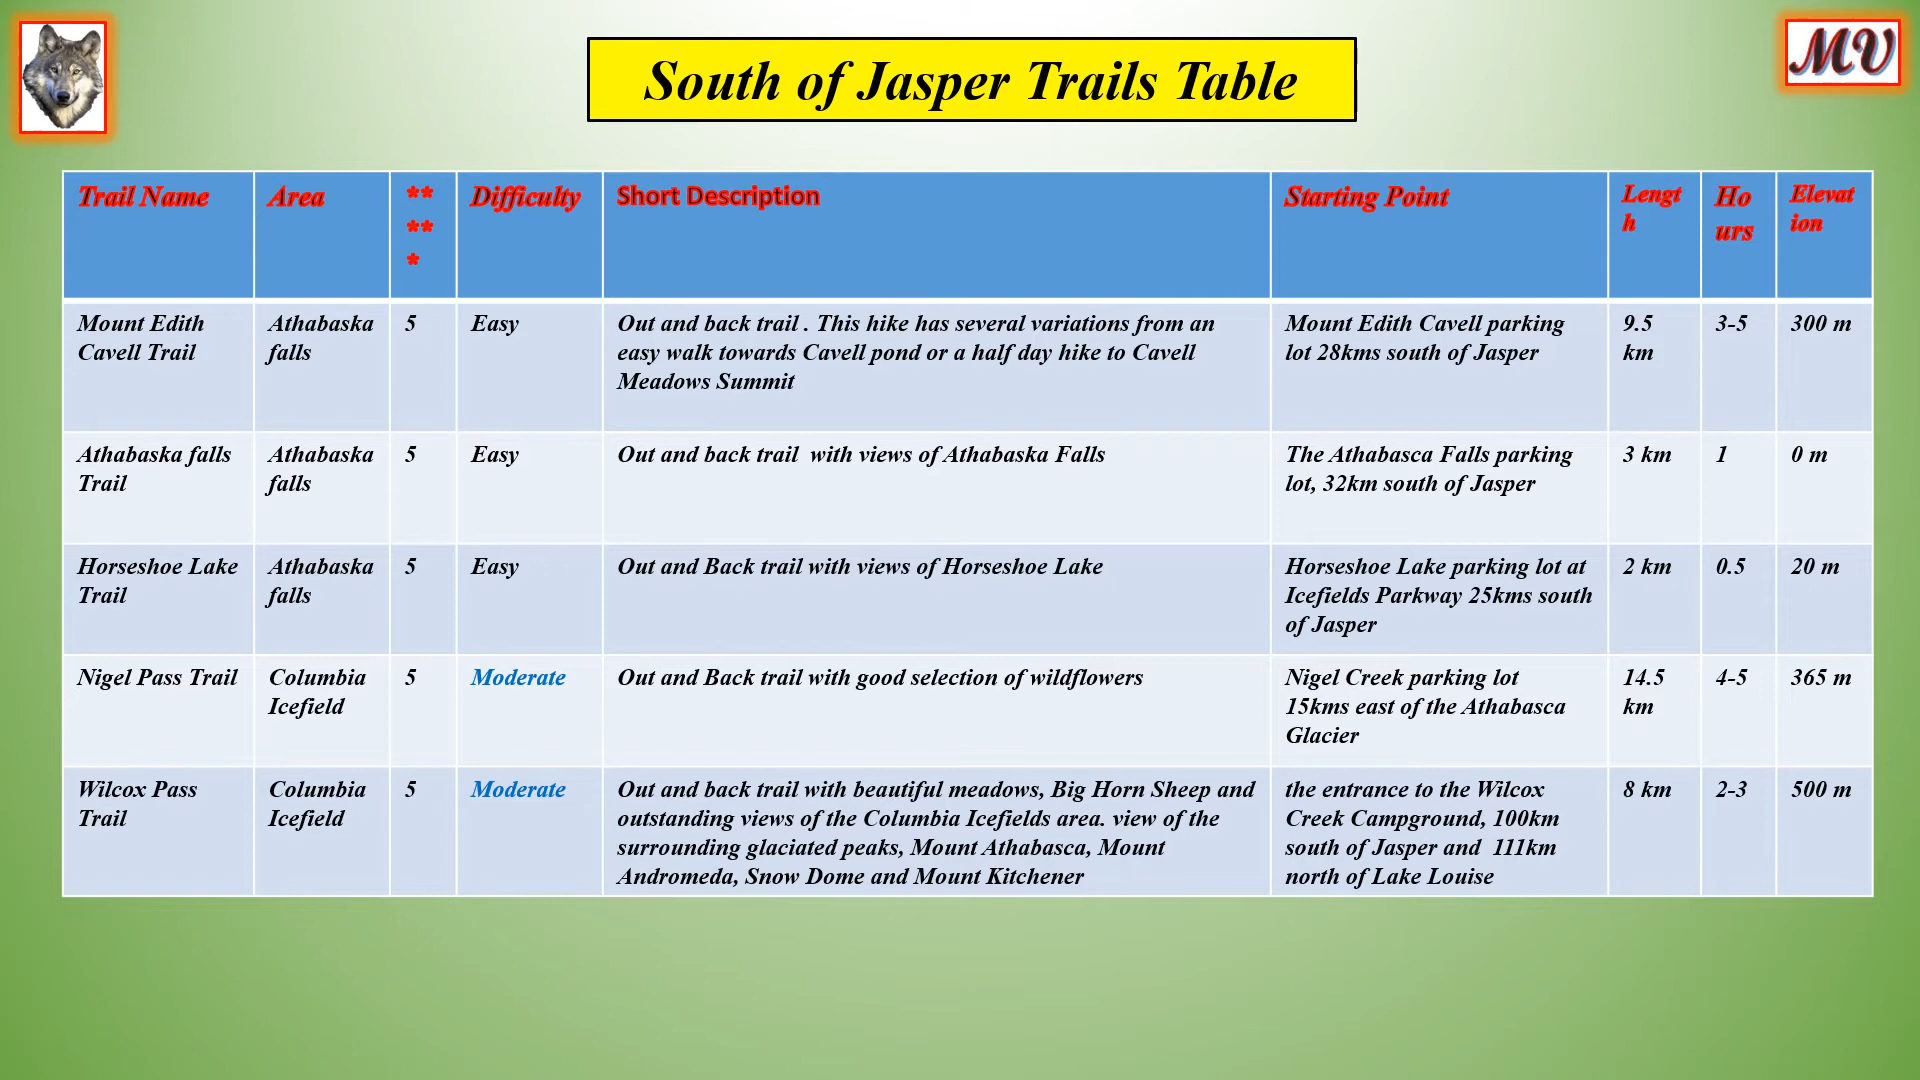 MV
South of Jasper Trails Table
Trail Name
Area
**
**
*
Difficulty
Short Description
Starting Point
Lengt
h
Ho
urs
Elevat
ion
Mount Edith
Cavell Trail
Athabaska
falls
5
Easy
Out and back trail . This hike has several variations from an
easy walk towards Cavell pond or a half day hike to Cavell
Meadows Summit
Mount Edith Cavell parking
lot 28kms south of Jasper
9.5
km
3-5
300 m
Athabaska falls
Trail
Athabaska
falls
5
Easy
Out and back trail  with views of Athabaska Falls
The Athabasca Falls parking
lot, 32km south of Jasper
3 km
1
0 m
Horseshoe Lake
Trail
Athabaska
falls
5
Easy
Out and Back trail with views of Horseshoe Lake
Horseshoe Lake parking lot at
Icefields Parkway 25kms south
of Jasper
2 km
0.5
20 m
Nigel Pass Trail
Columbia
Icefield
5
Moderate
Out and Back trail with good selection of wildflowers
Nigel Creek parking lot
15kms east of the Athabasca
Glacier
14.5
km
4-5
365 m
Wilcox Pass
Trail
Columbia
Icefield
5
Moderate
Out and back trail with beautiful meadows, Big Horn Sheep and
outstanding views of the Columbia Icefields area. view of the
surrounding glaciated peaks, Mount Athabasca, Mount
Andromeda, Snow Dome and Mount Kitchener
the entrance to the Wilcox
Creek Campground, 100km
south of Jasper and  111km
north of Lake Louise
8 km
2-3
500 m